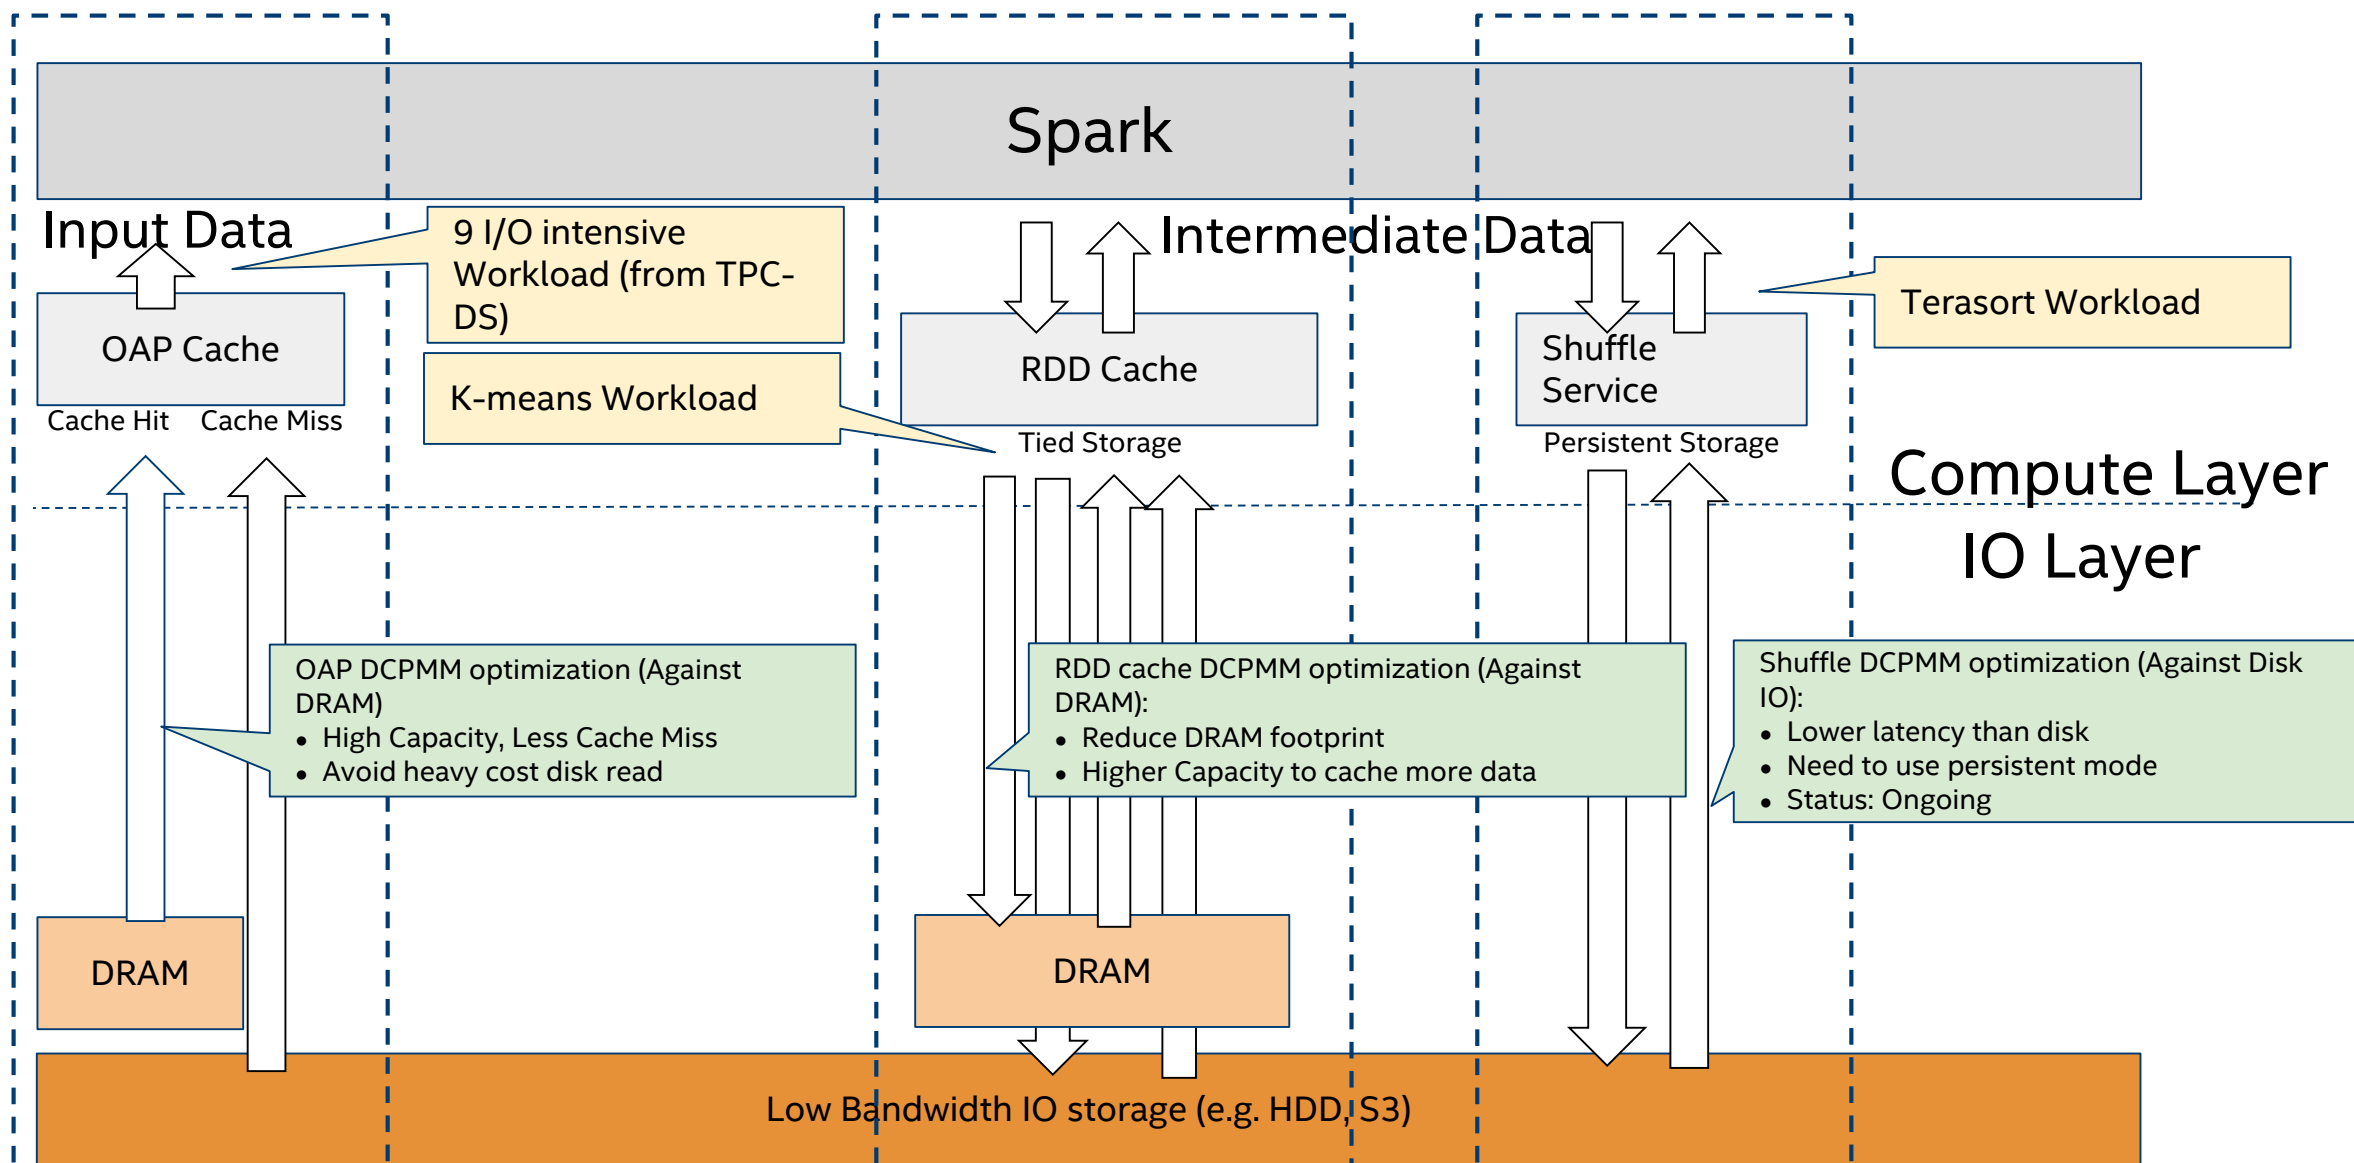 Spark
Input Data
9 I/O intensive
Workload (from TPC-
DS)
Intermediate Data
Terasort Workload
OAP Cache
Cache Hit
Cache Miss
K-means Workload
RDD Cache
Tied Storage
Shuffle
Service
Persistent Storage
Compute Layer
IO Layer
OAP DCPMM optimization (Against
DRAM)
• High Capacity, Less Cache Miss
• Avoid heavy cost disk read
RDD cache DCPMM optimization (Against
DRAM):
• Reduce DRAM footprint
• Higher Capacity to cache more data
Shuffle DCPMM optimization (Against Disk
IO):
• Lower latency than disk
• Need to use persistent mode
• Status: Ongoing
DRAM
DRAM
Low Bandwidth IO storage (e.g. HDD, S3)